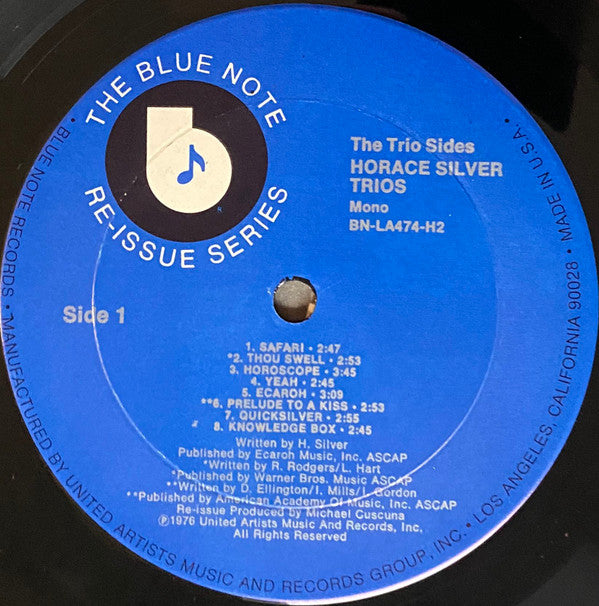 THE BLUE NOTE
RE-ISSUE SERIES
The Trio Sides
HORACE SILVER
TRIOS
Mono
BN-LA474-H2
Side 1
1. SAFARI • 2:47
*2. THOU SWELL • 2:53
3. HOROSCOPE • 3:45
4. YEAH • 2:45
5. ECAROH • 3:09
**6. PRELUDE TO A KISS • 2:53
7. QUICKSILVER • 2:55
8. KNOWLEDGE BOX • 2:45
Written by H. Silver
Published by Ecaroh Music, Inc. ASCAP
*Written by R. Rodgers/L. Hart
*Published by Warner Bros. Music ASCAP
**Written by D. Ellington/I. Mills/I. Gordon
**Published by American Academy Of Music, Inc. ASCAP
Re-issue Produced by Michael Cuscuna
℗1976 United Artists Music And Records, Inc.
All Rights Reserved
• BLUE NOTE RECORDS • MANUFACTURED BY UNITED ARTISTS MUSIC AND RECORDS GROUP, INC. • LOS ANGELES, CALIFORNIA 90028 • MADE IN U.S.A.